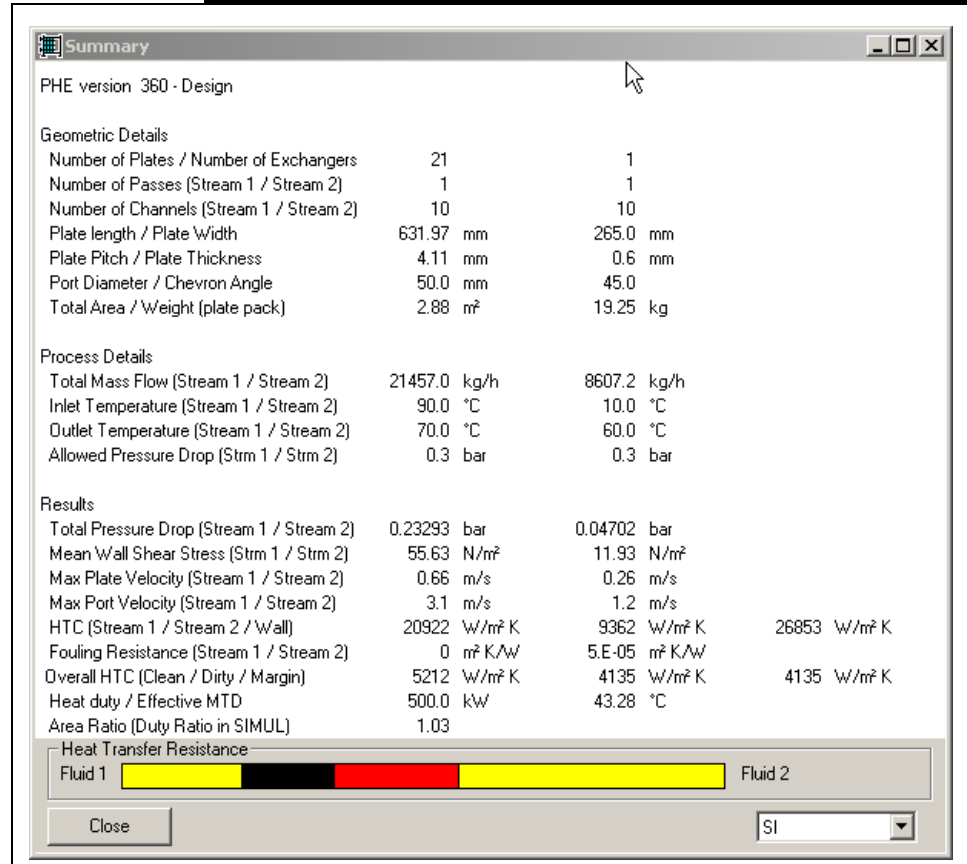 Summary
PHE version 360 - Design
Geometric Details
Number of Plates / Number of Exchangers 21 1
Number of Passes (Stream 1 / Stream 2) 1 1
Number of Channels (Stream 1 / Stream 2) 10 10
Plate length / Plate Width 631.97 mm 265.0 mm
Plate Pitch / Plate Thickness 4.11 mm 0.6 mm
Port Diameter / Chevron Angle 50.0 mm 45.0
Total Area / Weight (plate pack) 2.88 m² 19.25 kg
Process Details
Total Mass Flow (Stream 1 / Stream 2) 21457.0 kg/h 8607.2 kg/h
Inlet Temperature (Stream 1 / Stream 2) 90.0 °C 10.0 °C
Outlet Temperature (Stream 1 / Stream 2) 70.0 °C 60.0 °C
Allowed Pressure Drop (Strm 1 / Strm 2) 0.3 bar 0.3 bar
Results
Total Pressure Drop (Stream 1 / Stream 2) 0.23293 bar 0.04702 bar
Mean Wall Shear Stress (Strm 1 / Strm 2) 55.63 N/m² 11.93 N/m²
Max Plate Velocity (Stream 1 / Stream 2) 0.66 m/s 0.26 m/s
Max Port Velocity (Stream 1 / Stream 2) 3.1 m/s 1.2 m/s
HTC (Stream 1 / Stream 2 / Wall) 20922 W/m² K 9362 W/m² K 26853 W/m² K
Fouling Resistance (Stream 1 / Stream 2) 0 m² K/W 5.E-05 m² K/W
Overall HTC (Clean / Dirty / Margin) 5212 W/m² K 4135 W/m² K 4135 W/m² K
Heat duty / Effective MTD 500.0 kW 43.28 °C
Area Ratio (Duty Ratio in SIMUL) 1.03
Heat Transfer Resistance
Fluid 1 Fluid 2
Close SI